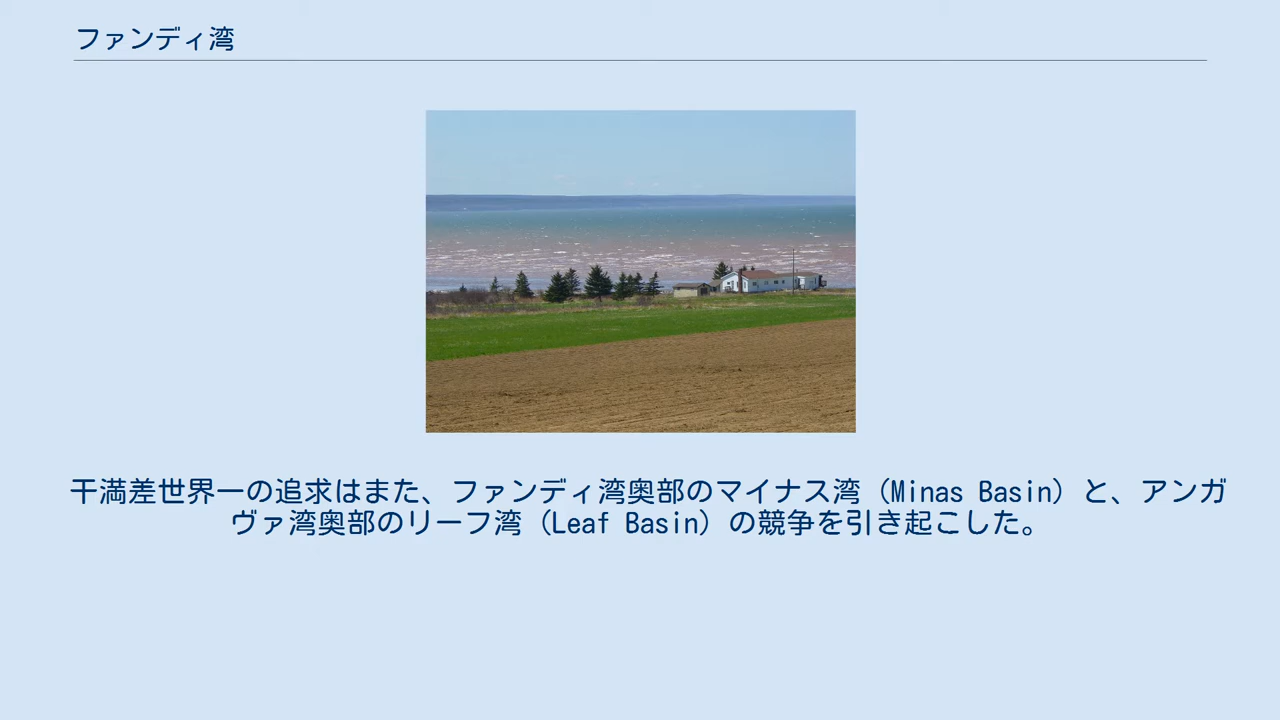 ファンディ湾
干満差世界一の追求はまた、ファンディ湾奥部のマイナス湾（Minas Basin）と、アンガ
ヴァ湾奥部のリーフ湾（Leaf Basin）の競争を引き起こした。